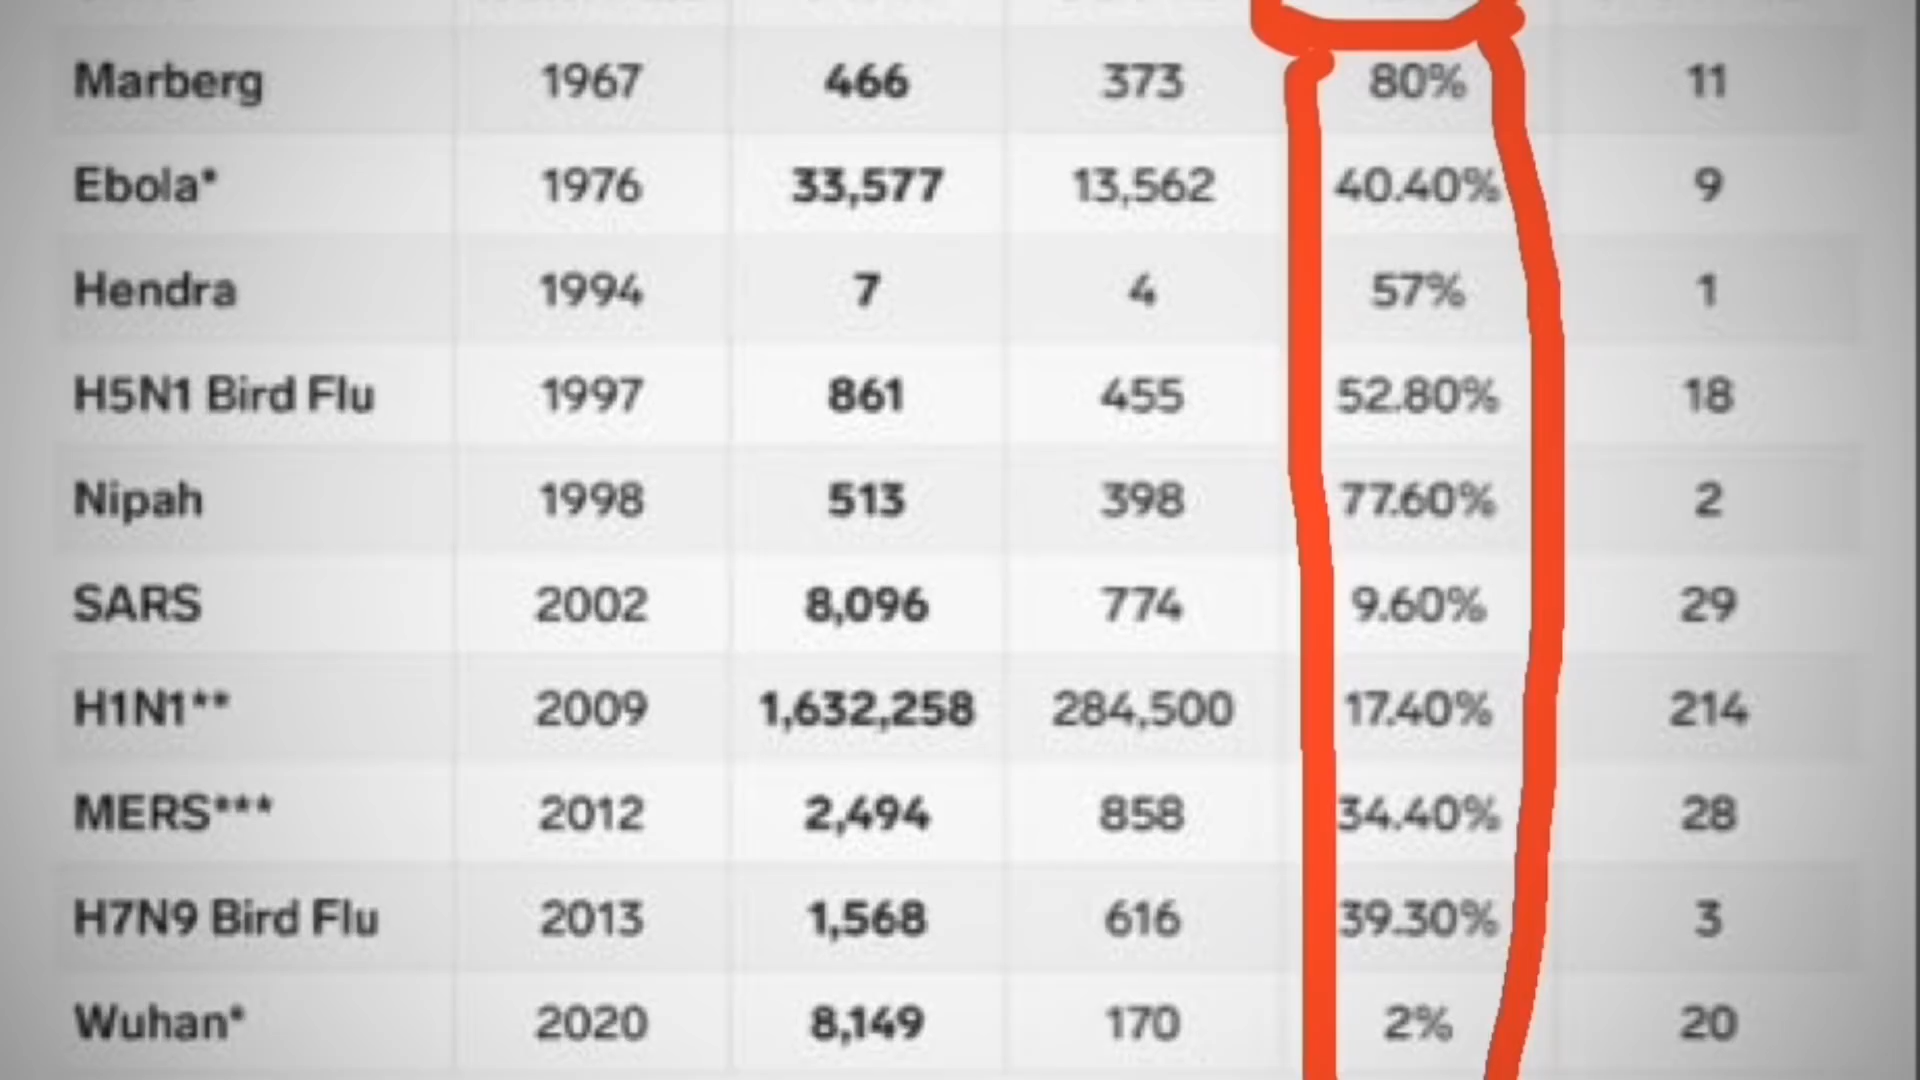 Marberg 1967 466 373 80% 11
Ebola* 1976 33,577 13,562 40.40% 9
Hendra 1994 7 4 57% 1
H5N1 Bird Flu 1997 861 455 52.80% 18
Nipah 1998 513 398 77.60% 2
SARS 2002 8,096 774 9.60% 29
H1N1** 2009 1,632,258 284,500 17.40% 214
MERS*** 2012 2,494 858 34.40% 28
H7N9 Bird Flu 2013 1,568 616 39.30% 3
Wuhan* 2020 8,149 170 2% 20